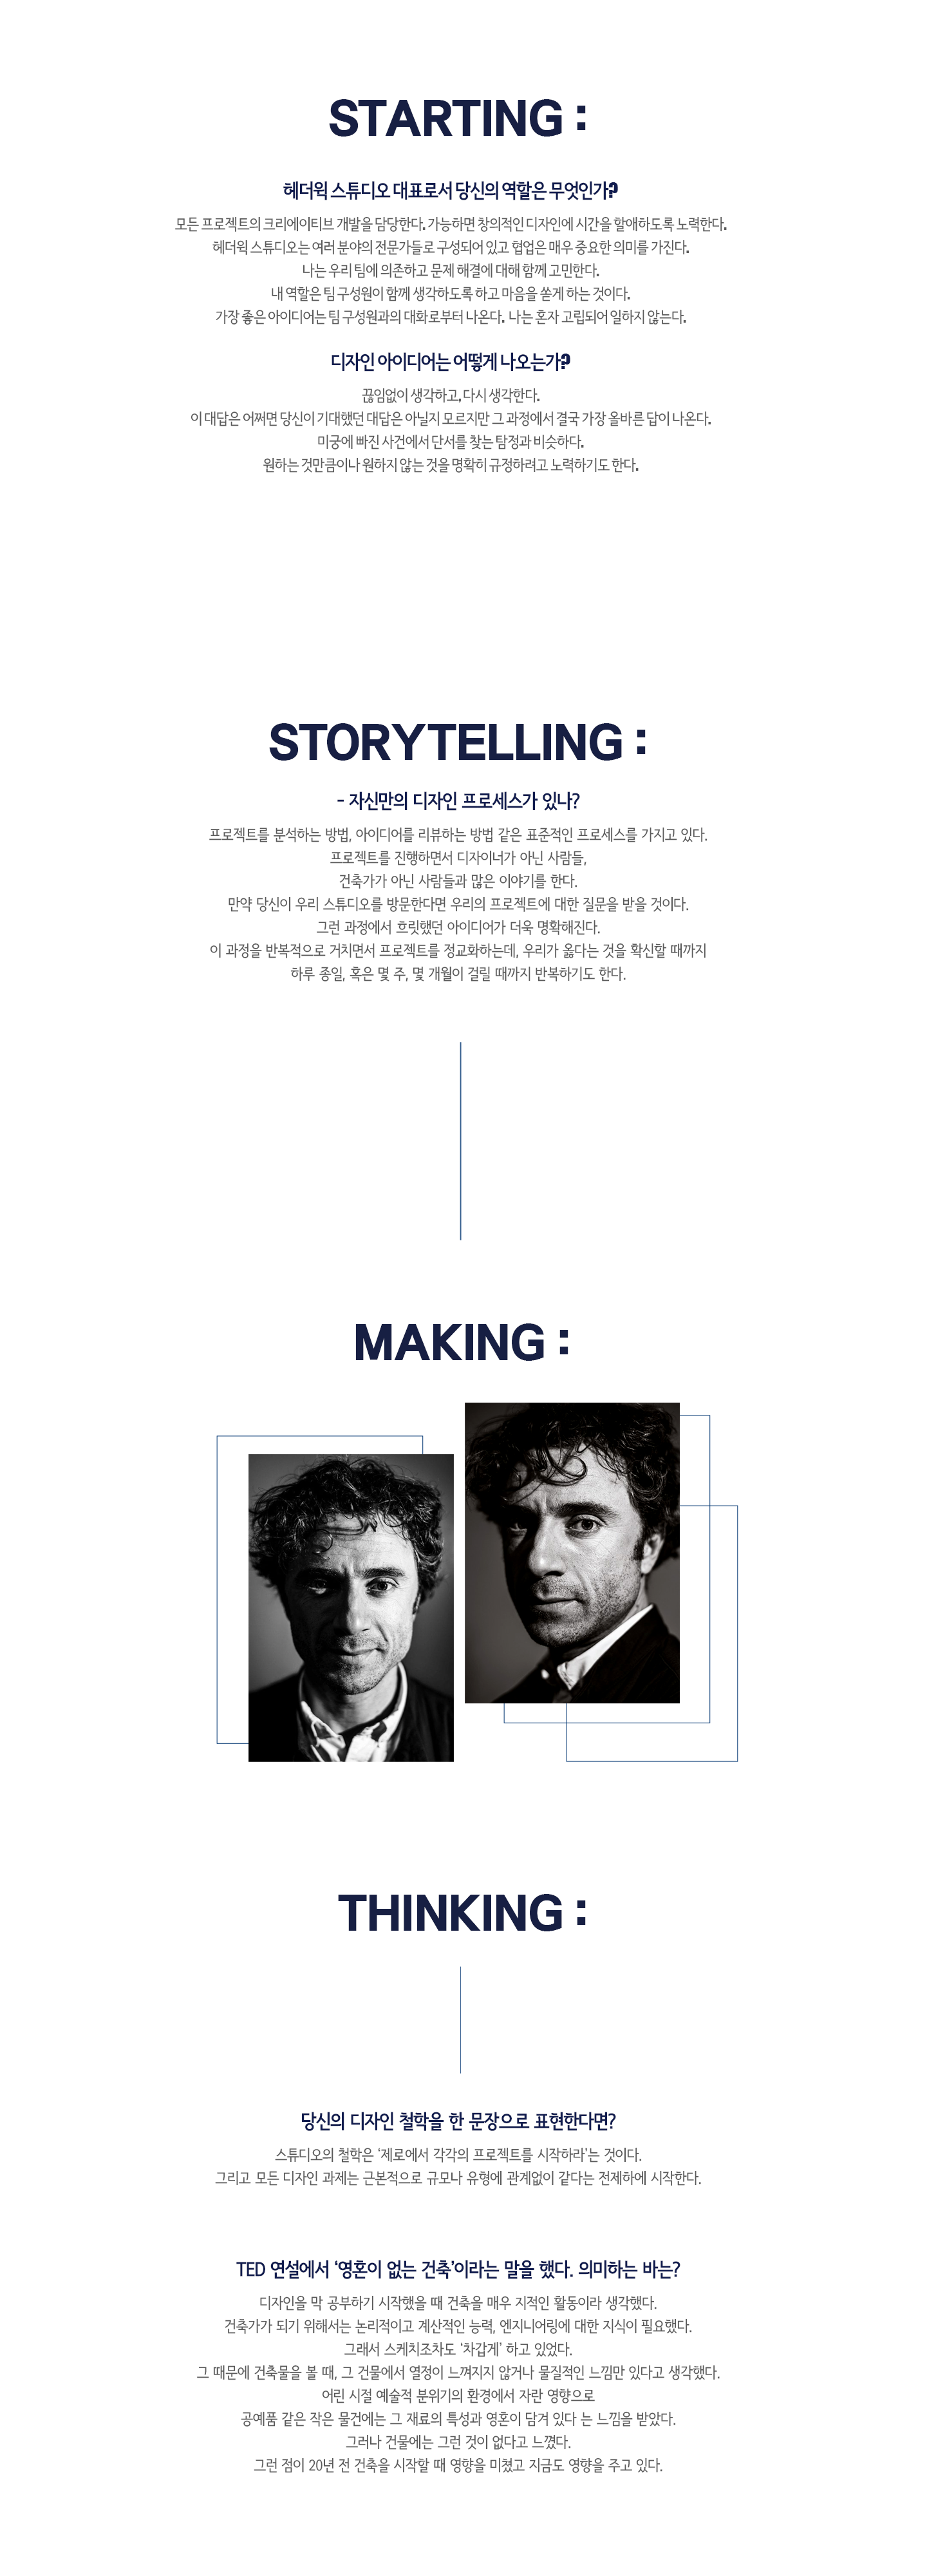 STARTING :
헤더윅 스튜디오 대표로서 당신의 역할은 무엇인가?
모든 프로젝트의 크리에이티브 개발을 담당한다. 가능하면 창의적인 디자인에 시간을 할애하도록 노력한다.
헤더윅 스튜디오는 여러 분야의 전문가들로 구성되어 있고 협업은 매우 중요한 의미를 가진다.
나는 우리 팀에 의존하고 문제 해결에 대해 함께 고민한다.
내 역할은 팀 구성원이 함께 생각하도록 하고 마음을 쏟게 하는 것이다.
가장 좋은 아이디어는 팀 구성원과의 대화로부터 나온다. 나는 혼자 고립되어 일하지 않는다.
디자인 아이디어는 어떻게 나오는가?
끊임없이 생각하고, 다시 생각한다.
이 대답은 어쩌면 당신이 기대했던 대답은 아닐지 모르지만 그 과정에서 결국 가장 올바른 답이 나온다.
미궁에 빠진 사건에서 단서를 찾는 탐정과 비슷하다.
원하는 것만큼이나 원하지 않는 것을 명확히 규정하려고 노력하기도 한다.
STORYTELLING :
- 자신만의 디자인 프로세스가 있나?
프로젝트를 분석하는 방법, 아이디어를 리뷰하는 방법 같은 표준적인 프로세스를 가지고 있다.
프로젝트를 진행하면서 디자이너가 아닌 사람들,
건축가가 아닌 사람들과 많은 이야기를 한다.
만약 당신이 우리 스튜디오를 방문한다면 우리의 프로젝트에 대한 질문을 받을 것이다.
그런 과정에서 흐릿했던 아이디어가 더욱 명확해진다.
이 과정을 반복적으로 거치면서 프로젝트를 정교화하는데, 우리가 옳다는 것을 확신할 때까지
하루 종일, 혹은 몇 주, 몇 개월이 걸릴 때까지 반복하기도 한다.
MAKING :
THINKING :
당신의 디자인 철학을 한 문장으로 표현한다면?
스튜디오의 철학은 ‘제로에서 각각의 프로젝트를 시작하라’는 것이다.
그리고 모든 디자인 과제는 근본적으로 규모나 유형에 관계없이 같다는 전제하에 시작한다.
TED 연설에서 ‘영혼이 없는 건축’이라는 말을 했다. 의미하는 바는?
디자인을 막 공부하기 시작했을 때 건축을 매우 지적인 활동이라 생각했다.
건축가가 되기 위해서는 논리적이고 계산적인 능력, 엔지니어링에 대한 지식이 필요했다.
그래서 스케치조차도 ‘차갑게’ 하고 있었다.
그 때문에 건축물을 볼 때, 그 건물에서 열정이 느껴지지 않거나 물질적인 느낌만 있다고 생각했다.
어린 시절 예술적 분위기의 환경에서 자란 영향으로
공예품 같은 작은 물건에는 그 재료의 특성과 영혼이 담겨 있다 는 느낌을 받았다.
그러나 건물에는 그런 것이 없다고 느꼈다.
그런 점이 20년 전 건축을 시작할 때 영향을 미쳤고 지금도 영향을 주고 있다.